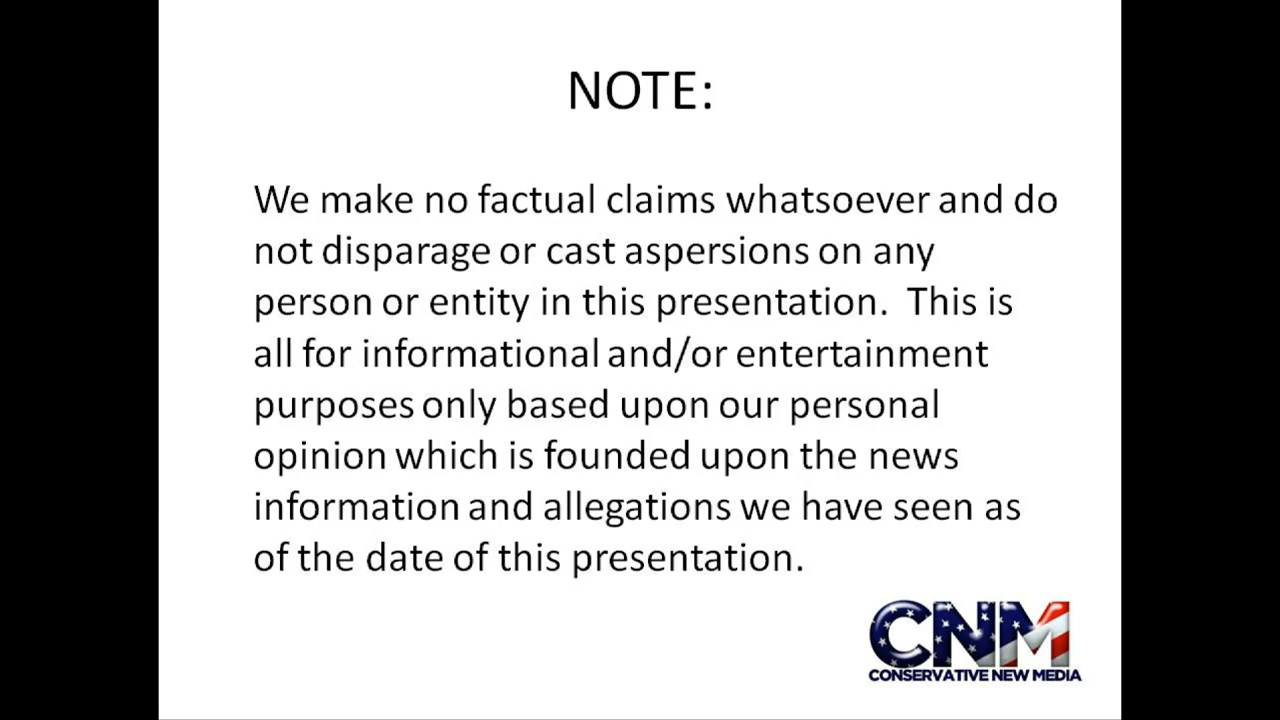 NOTE:
We make no factual claims whatsoever and do
not disparage or cast aspersions on any
person or entity in this presentation.  This is
all for informational and/or entertainment
purposes only based upon our personal
opinion which is founded upon the news
information and allegations we have seen as
of the date of this presentation.
CNM
CONSERVATIVE NEW MEDIA